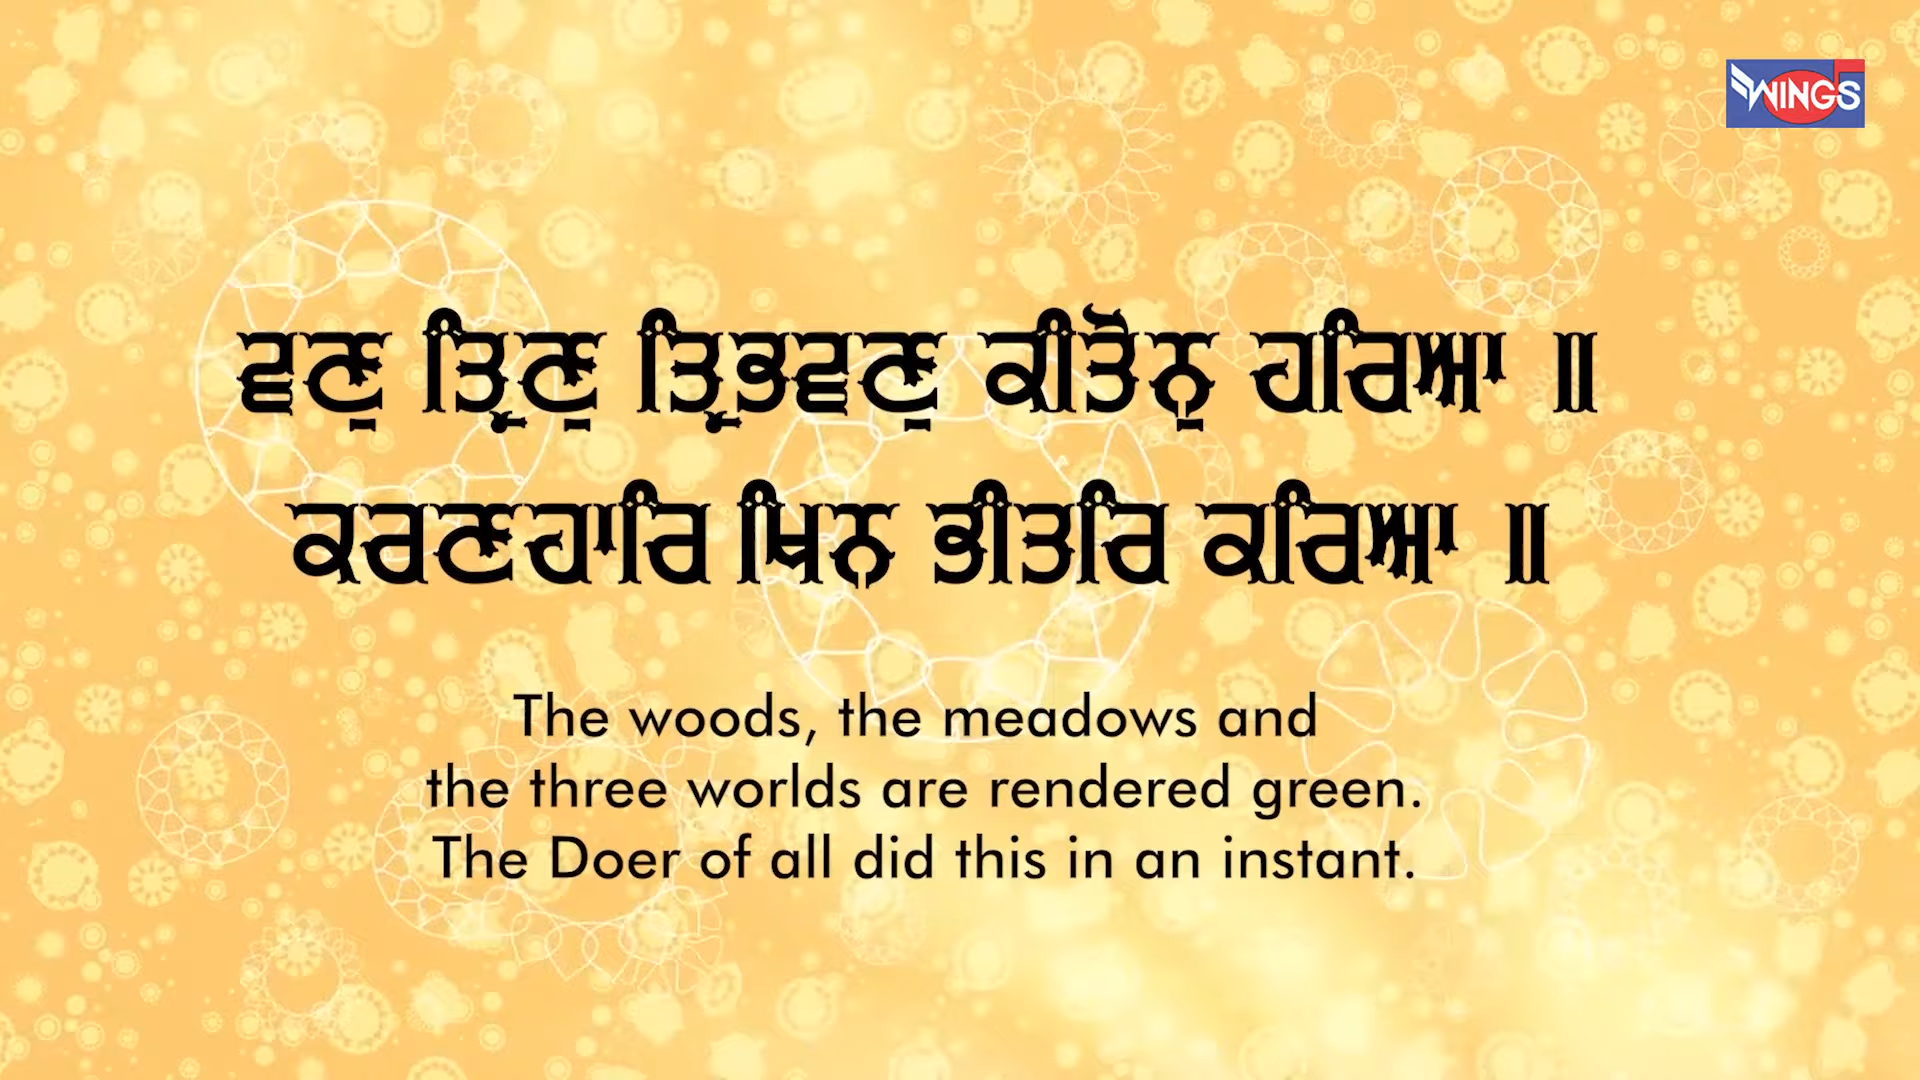 WINGS
ਵਣੁ ਤ੍ਰਿਣੁ ਤ੍ਰਿਭਵਣੁ ਕੀਤੋਨੁ ਹਰਿਆ ॥
ਕਰਣਹਾਰਿ ਖਿਨ ਭੀਤਰਿ ਕਰਿਆ ॥
The woods, the meadows and
the three worlds are rendered green.
The Doer of all did this in an instant.